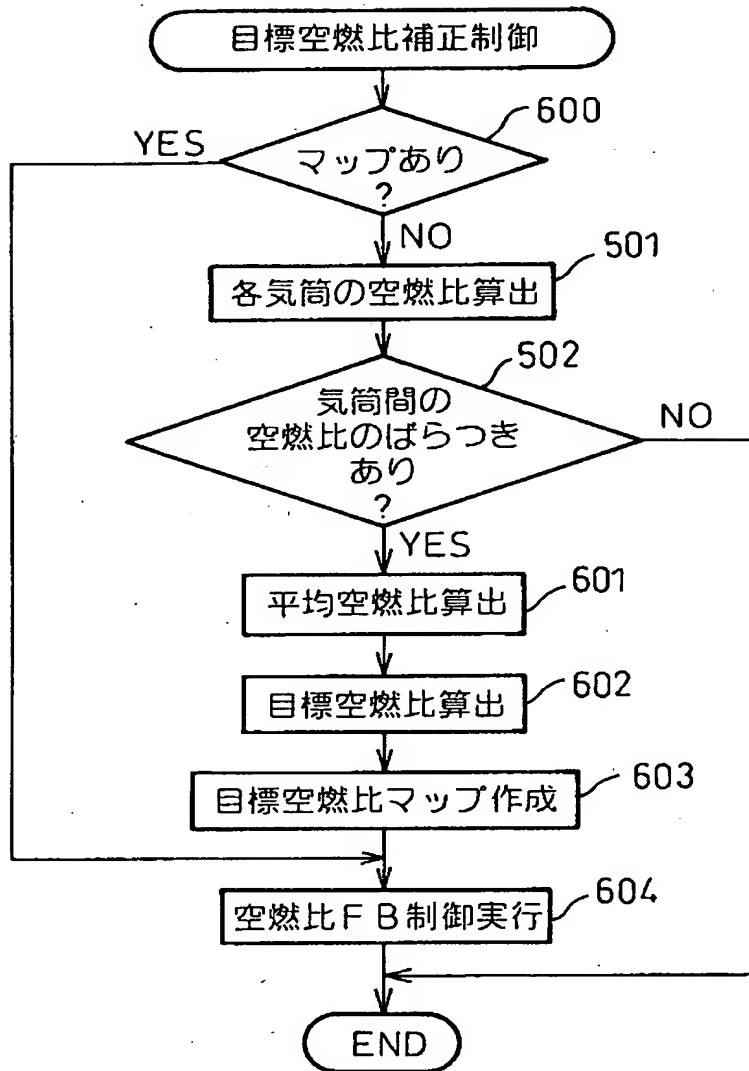 目標空燃比補正制御
600
YES
マップあり
?
NO
501
各気筒の空燃比算出
502
気筒間の
空燃比のばらつき
あり
?
NO
YES
601
平均空燃比算出
602
目標空燃比算出
603
目標空燃比マップ作成
604
空燃比FB制御実行
END